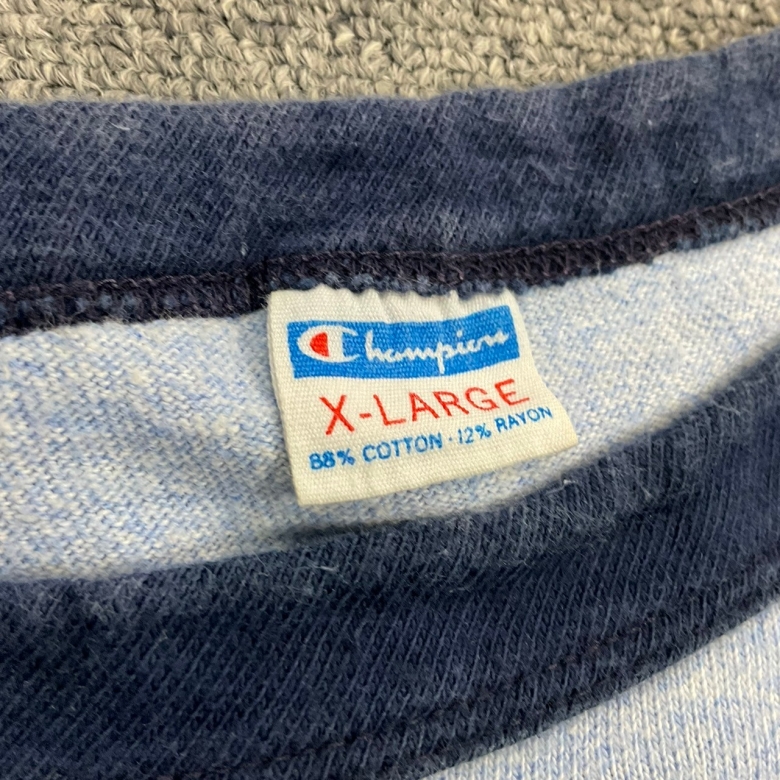 Champion
X-LARGE
88% COTTON · 12% RAYON